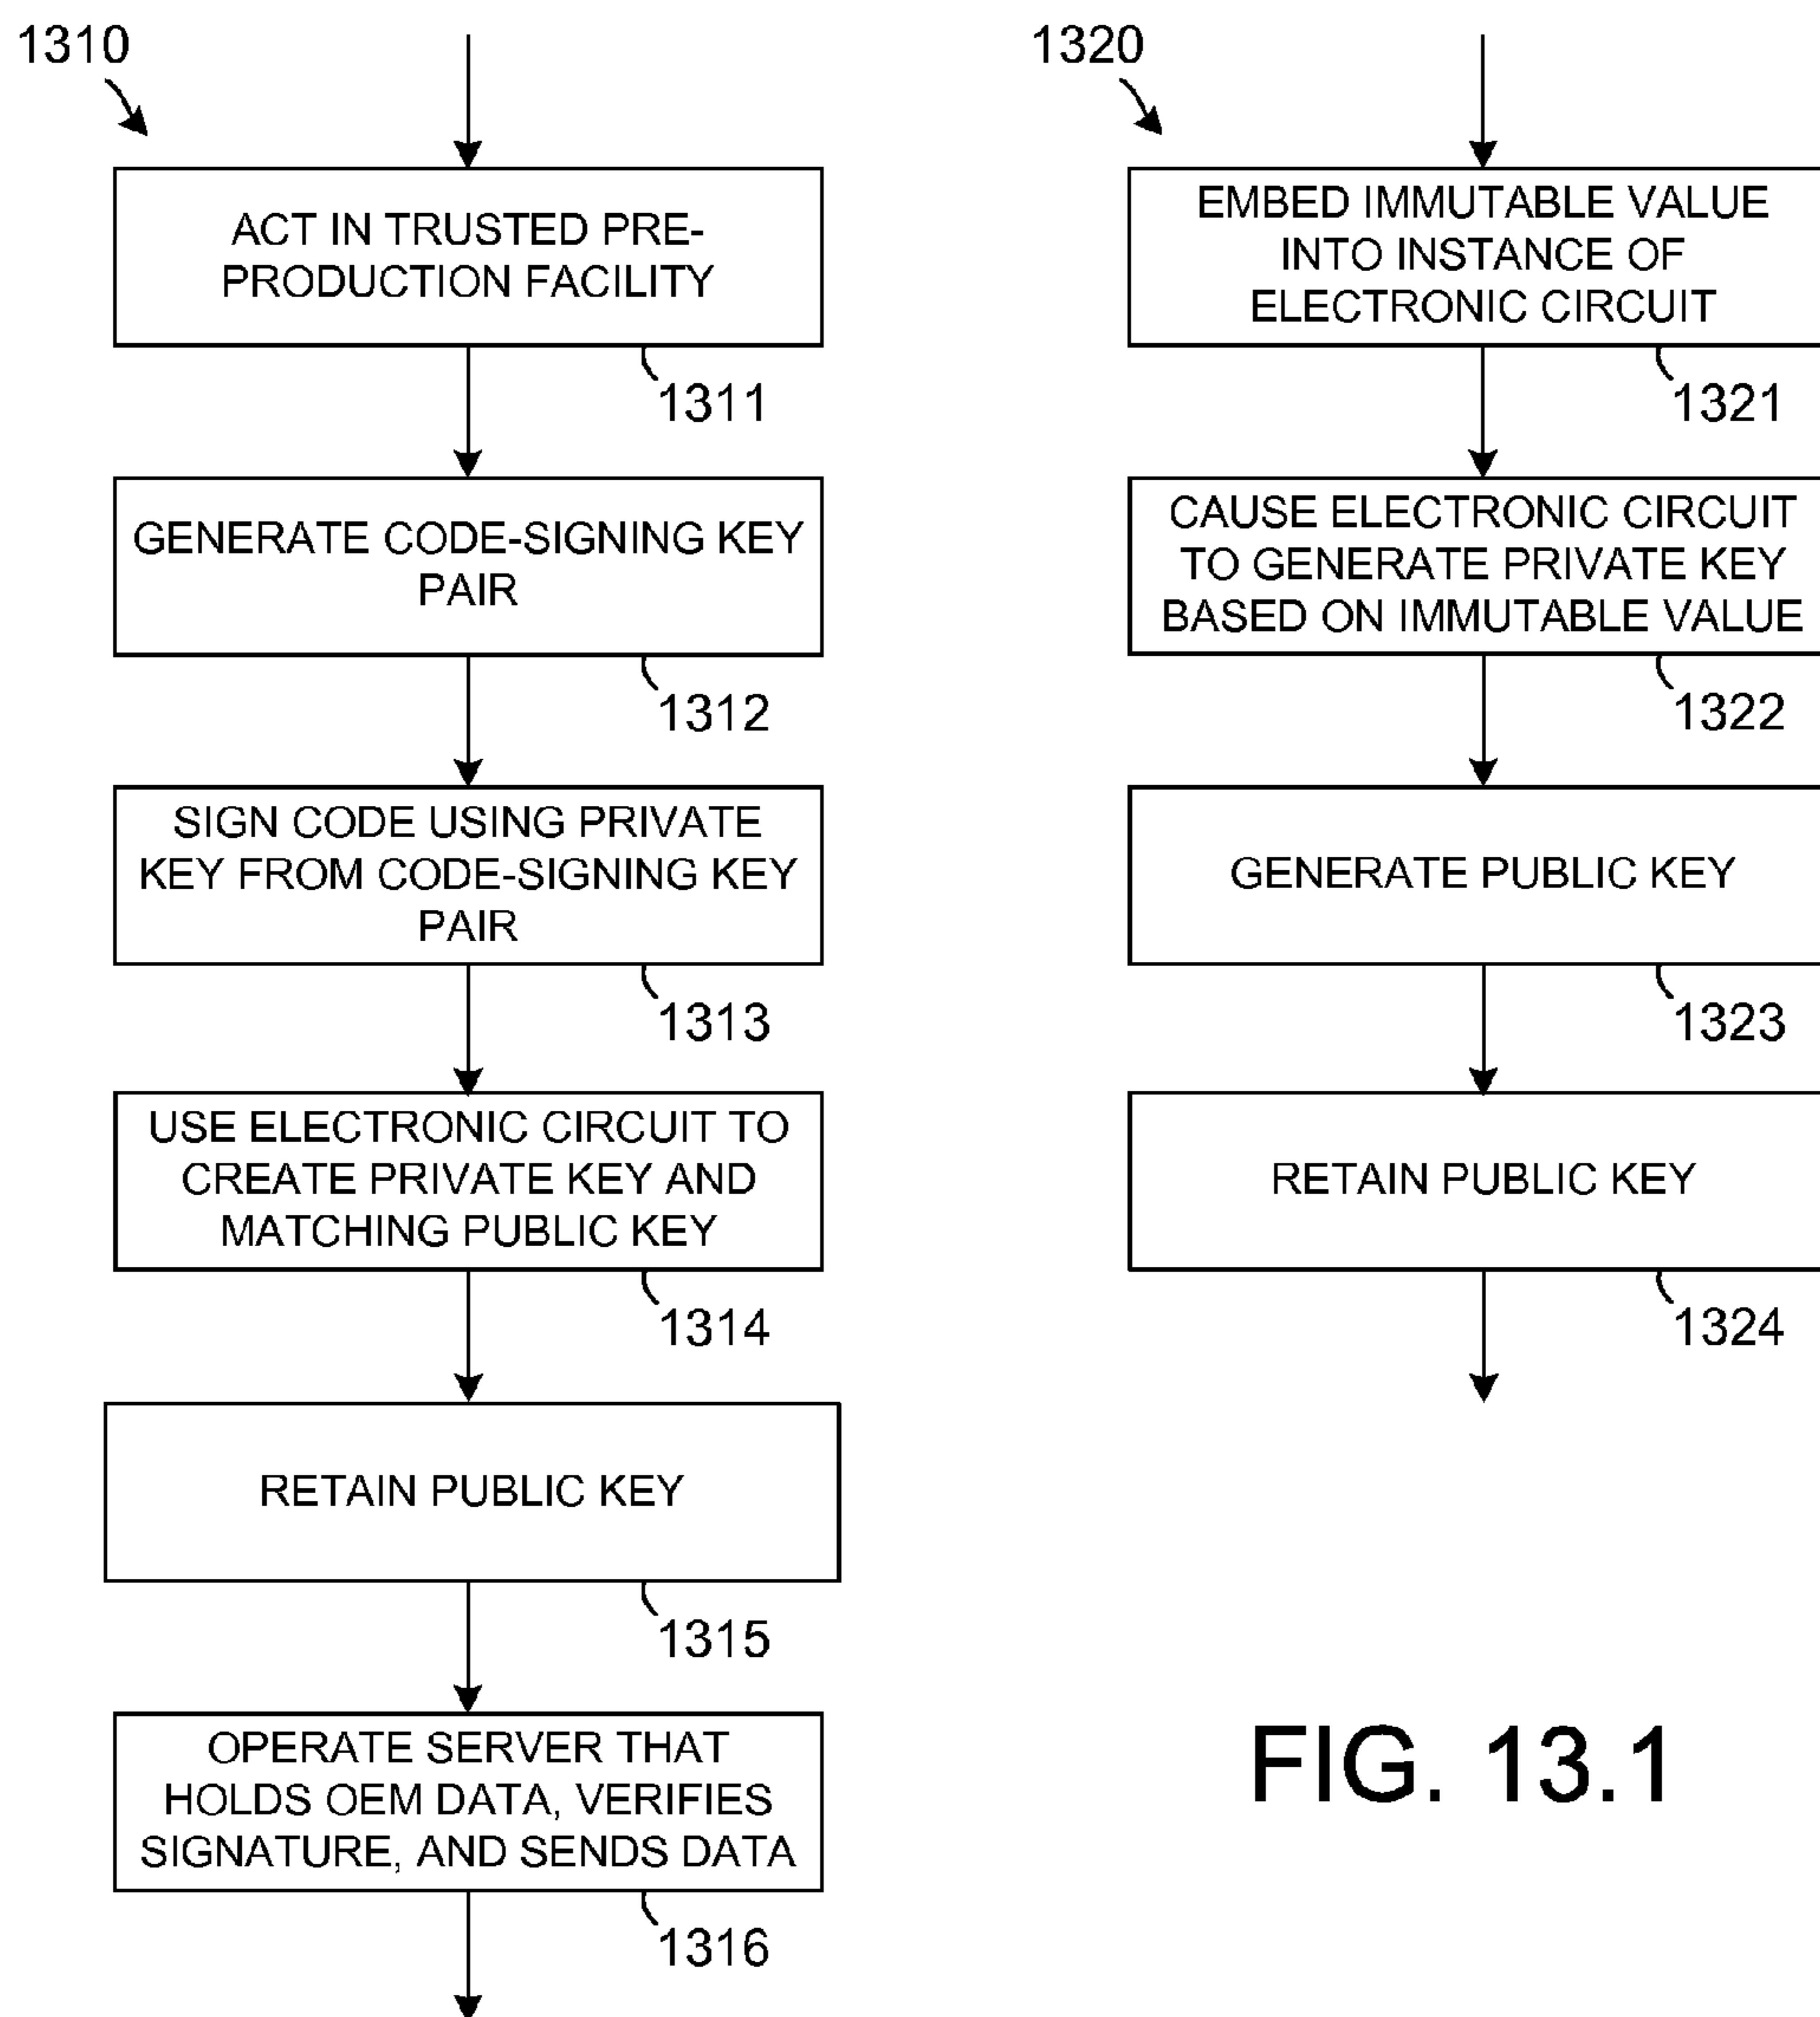 1310
ACT IN TRUSTED PRE-
PRODUCTION FACILITY
1311
GENERATE CODE-SIGNING KEY
PAIR
1312
SIGN CODE USING PRIVATE
KEY FROM CODE-SIGNING KEY
PAIR
1313
USE ELECTRONIC CIRCUIT TO
CREATE PRIVATE KEY AND
MATCHING PUBLIC KEY
1314
RETAIN PUBLIC KEY
1315
OPERATE SERVER THAT
HOLDS OEM DATA, VERIFIES
SIGNATURE, AND SENDS DATA
1316
1320
EMBED IMMUTABLE VALUE
INTO INSTANCE OF
ELECTRONIC CIRCUIT
1321
CAUSE ELECTRONIC CIRCUIT
TO GENERATE PRIVATE KEY
BASED ON IMMUTABLE VALUE
1322
GENERATE PUBLIC KEY
1323
RETAIN PUBLIC KEY
1324
FIG. 13.1